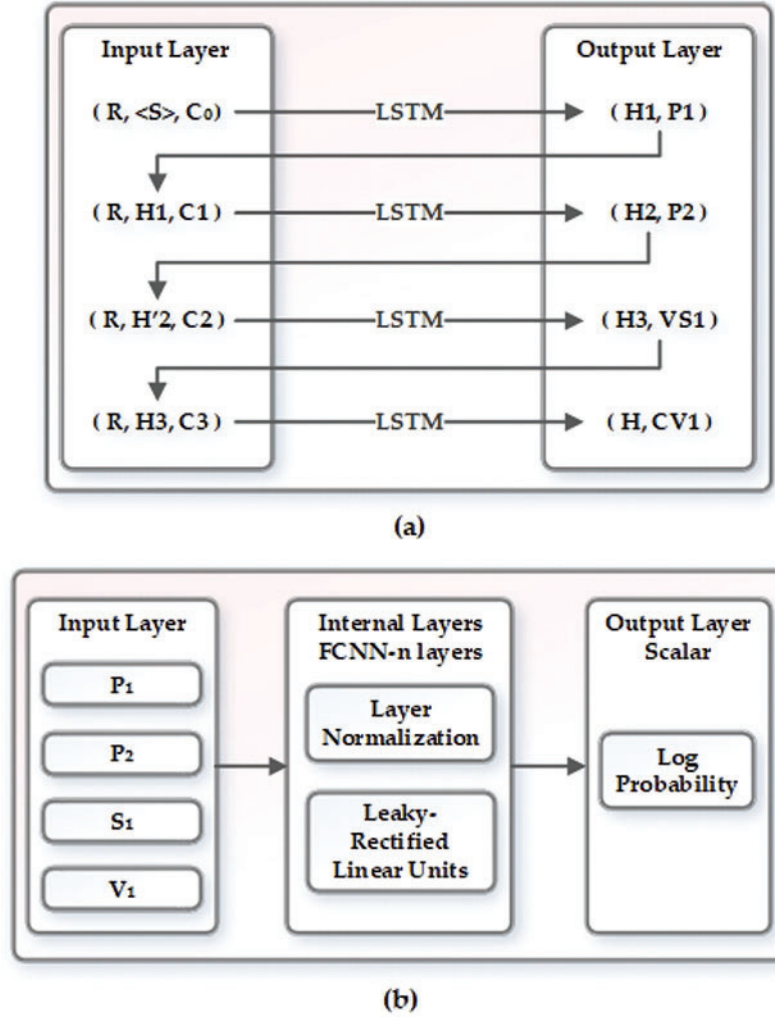 Input Layer
Output Layer
( R, <S>, C₀)
LSTM
( H1, P1 )
( R, H1, C1 )
LSTM
( H2, P2 )
( R, H'2, C2 )
LSTM
( H3, VS1 )
( R, H3, C3 )
LSTM
( H, CV1 )
(a)
Input Layer
P₁
P₂
S₁
V₁
Internal Layers
FCNN-n layers
Layer
Normalization
Leaky-
Rectified
Linear Units
Output Layer
Scalar
Log
Probability
(b)